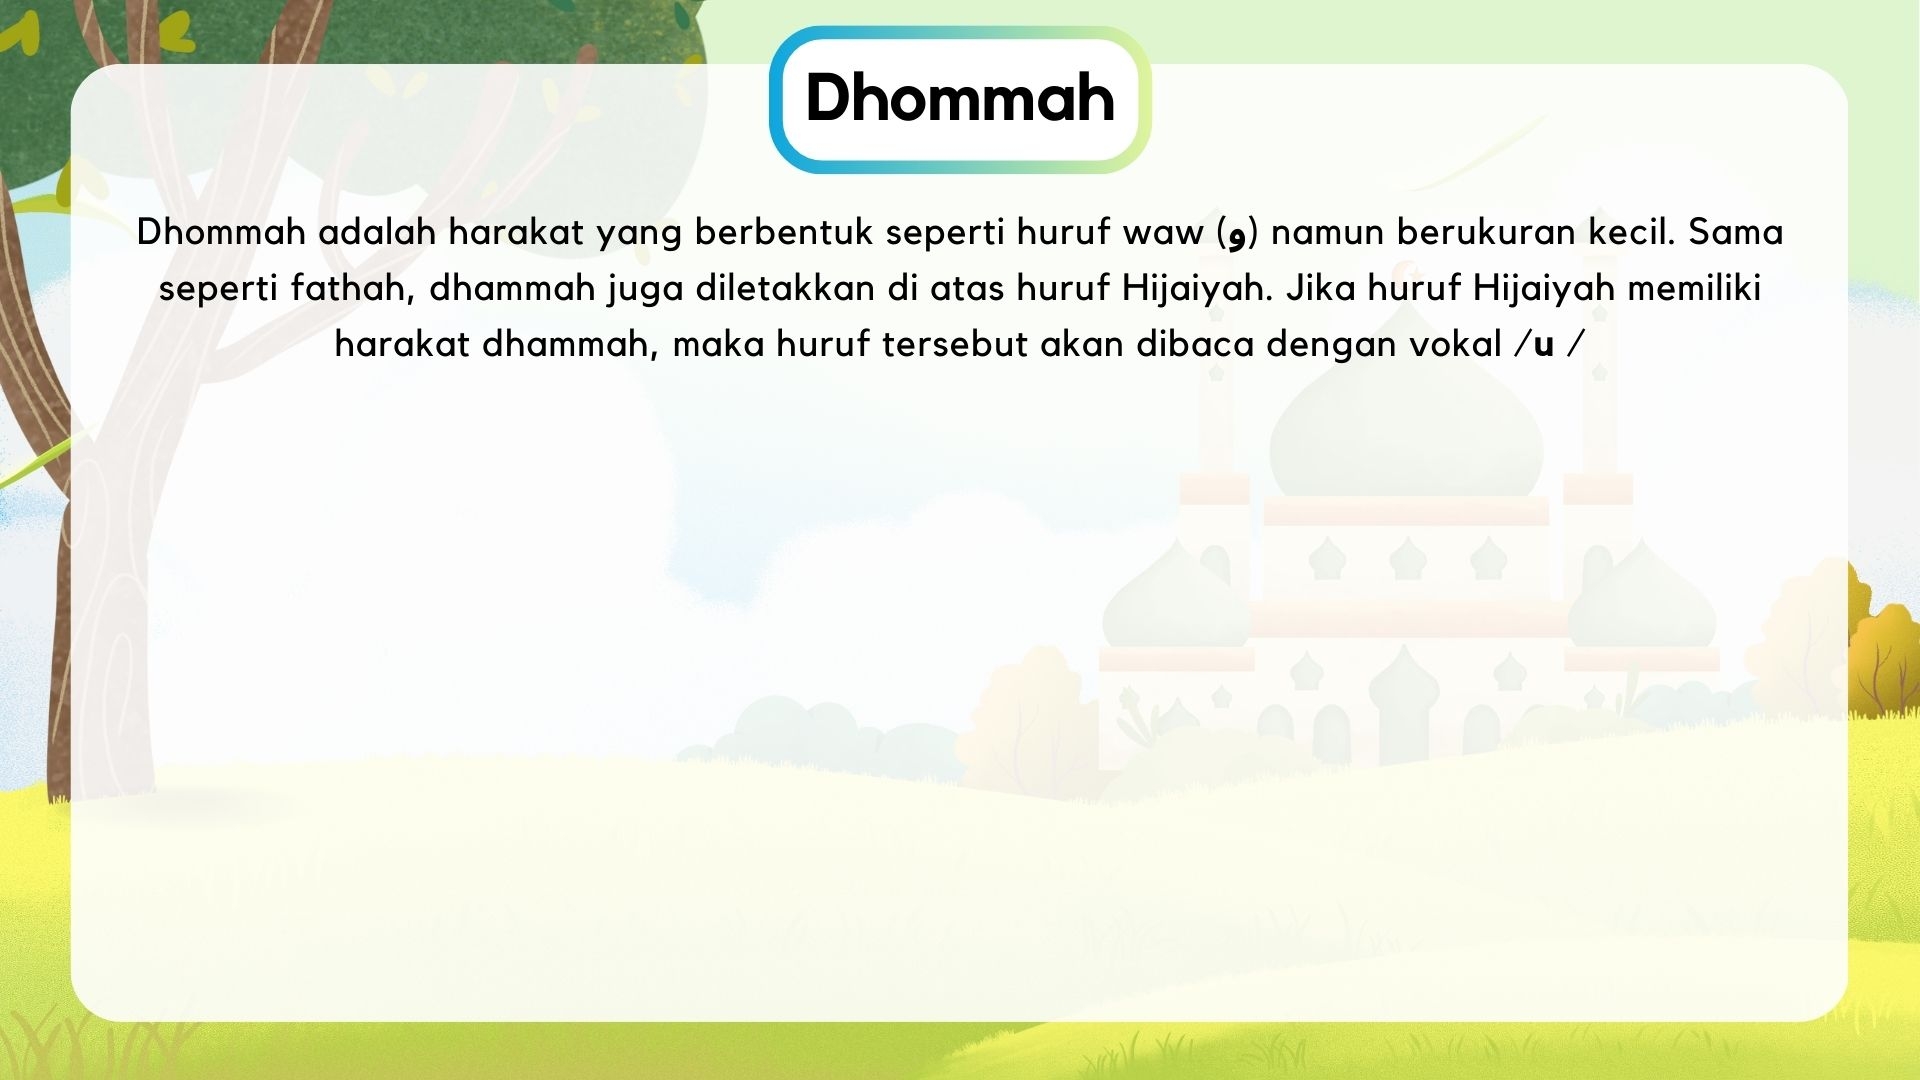 Dhommah
Dhommah adalah harakat yang berbentuk seperti huruf waw (و) namun berukuran kecil. Sama
seperti fathah, dhammah juga diletakkan di atas huruf Hijaiyah. Jika huruf Hijaiyah memiliki
harakat dhammah, maka huruf tersebut akan dibaca dengan vokal /u /